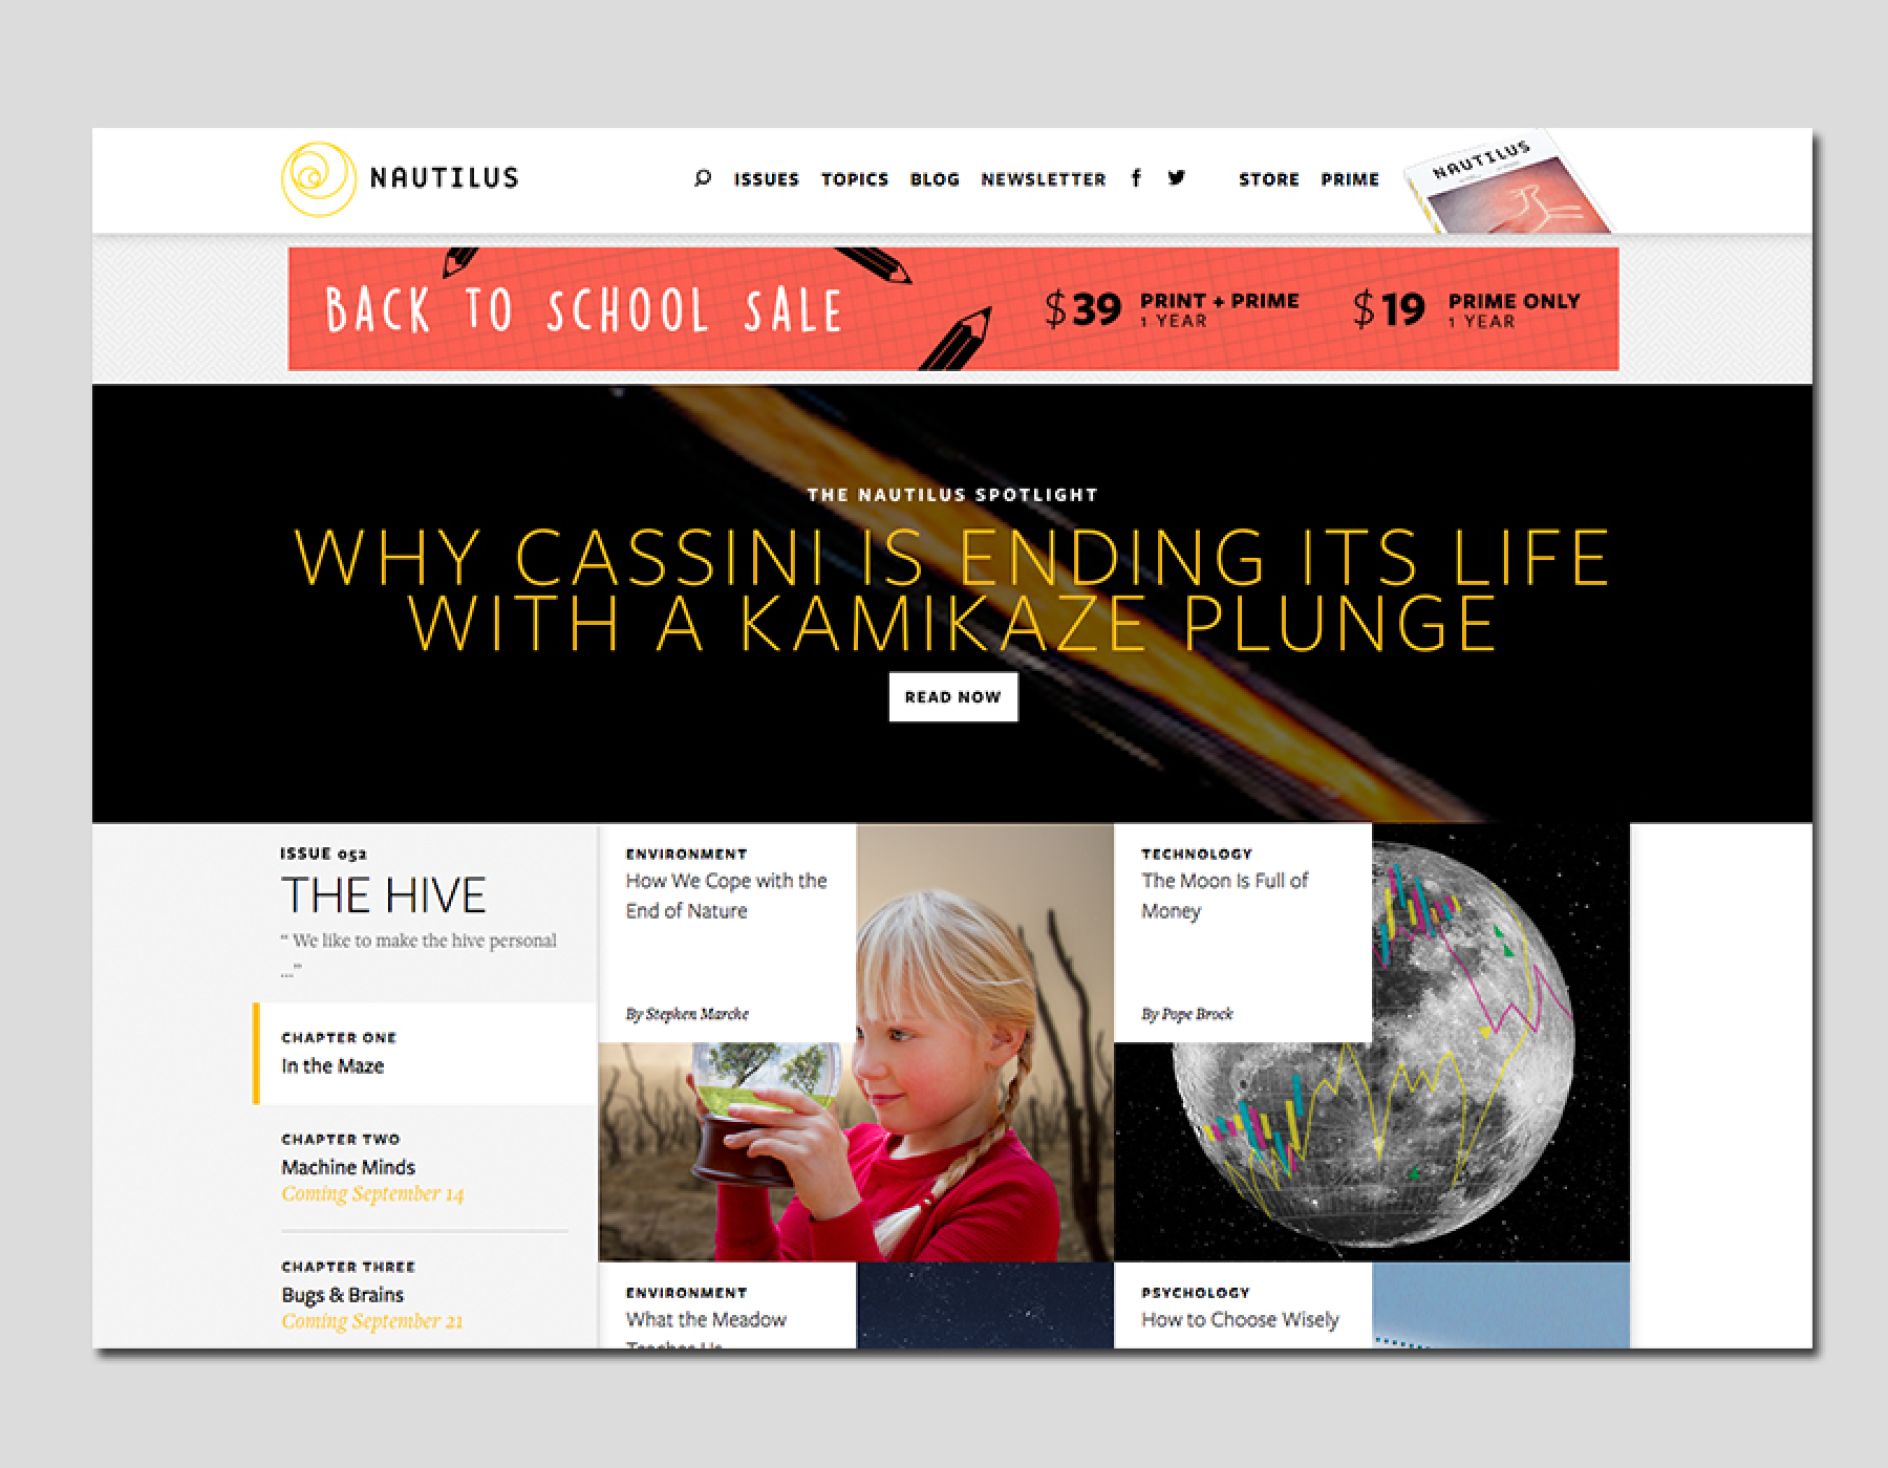 NAUTILUS
ISSUES TOPICS BLOG NEWSLETTER f STORE PRIME
NAUTILUS
BACK TO SCHOOL SALE
$39 PRINT + PRIME
1 YEAR
$19 PRIME ONLY
1 YEAR
THE NAUTILUS SPOTLIGHT
WHY CASSINI IS ENDING ITS LIFE
WITH A KAMIKAZE PLUNGE
READ NOW
ISSUE 052
THE HIVE
“ We like to make the hive personal
...”
CHAPTER ONE
In the Maze
CHAPTER TWO
Machine Minds
Coming September 14
CHAPTER THREE
Bugs & Brains
Coming September 21
ENVIRONMENT
How We Cope with the
End of Nature
By Stephen Marche
TECHNOLOGY
The Moon Is Full of
Money
By Pope Brock
ENVIRONMENT
What the Meadow
Teaches Us
PSYCHOLOGY
How to Choose Wisely